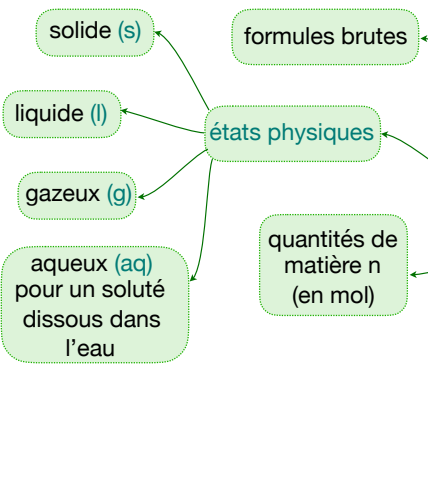 solide (s)
formules brutes
liquide (l)
états physiques
gazeux (g)
quantités de
matière n
(en mol)
aqueux (aq)
pour un soluté
dissous dans
l'eau